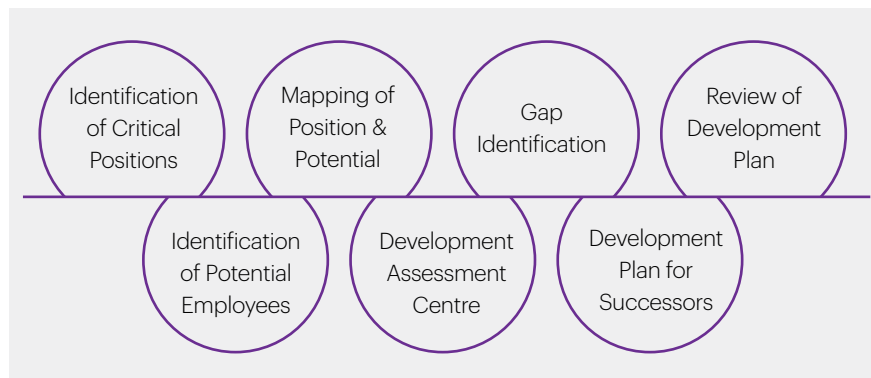 Identification
of Critical
Positions
Identification
of Potential
Employees
Mapping of
Position &
Potential
Development
Assessment
Centre
Gap
Identification
Development
Plan for
Successors
Review of
Development
Plan